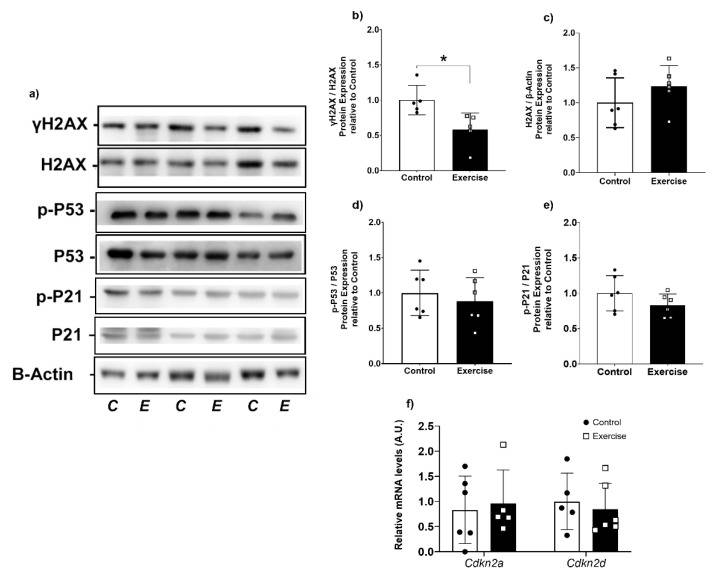 a)
γH2AX
H2AX
p-P53
P53
p-P21
P21
B-Actin
C E C E C E
b)
γH2AX / H2AX
Protein Expression
relative to Control
1.5
1.0
0.5
0.0
*
Control Exercise
c)
H2AX / β-Actin
Protein Expression
relative to Control
2.0
1.5
1.0
0.5
0.0
Control Exercise
d)
p-P53 / P53
Protein Expression
relative to Control
2.0
1.5
1.0
0.5
0.0
Control Exercise
e)
p-P21 / P21
Protein Expression
relative to Control
2.0
1.5
1.0
0.5
0.0
Control Exercise
f)
Relative mRNA levels (A.U.)
2.5
2.0
1.5
1.0
0.5
0.0
Control
Exercise
Cdkn2a Cdkn2d